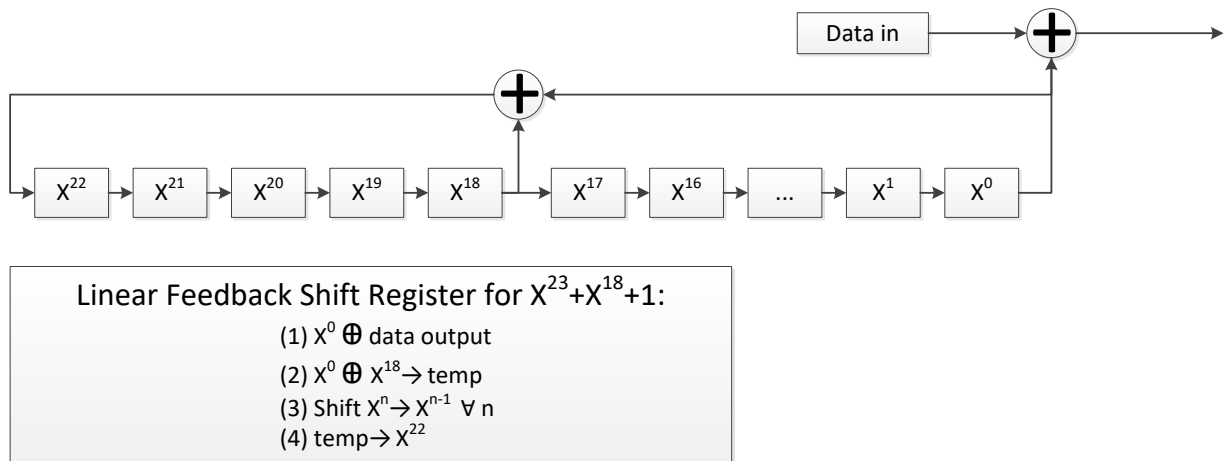 Data in
X²² X²¹ X²⁰ X¹⁹ X¹⁸ X¹⁷ X¹⁶ ... X¹ X⁰
Linear Feedback Shift Register for X²³+X¹⁸+1:
(1) X⁰ ⊕ data output
(2) X⁰ ⊕ X¹⁸→ temp
(3) Shift Xⁿ→ Xⁿ⁻¹ ∀ n
(4) temp→ X²²